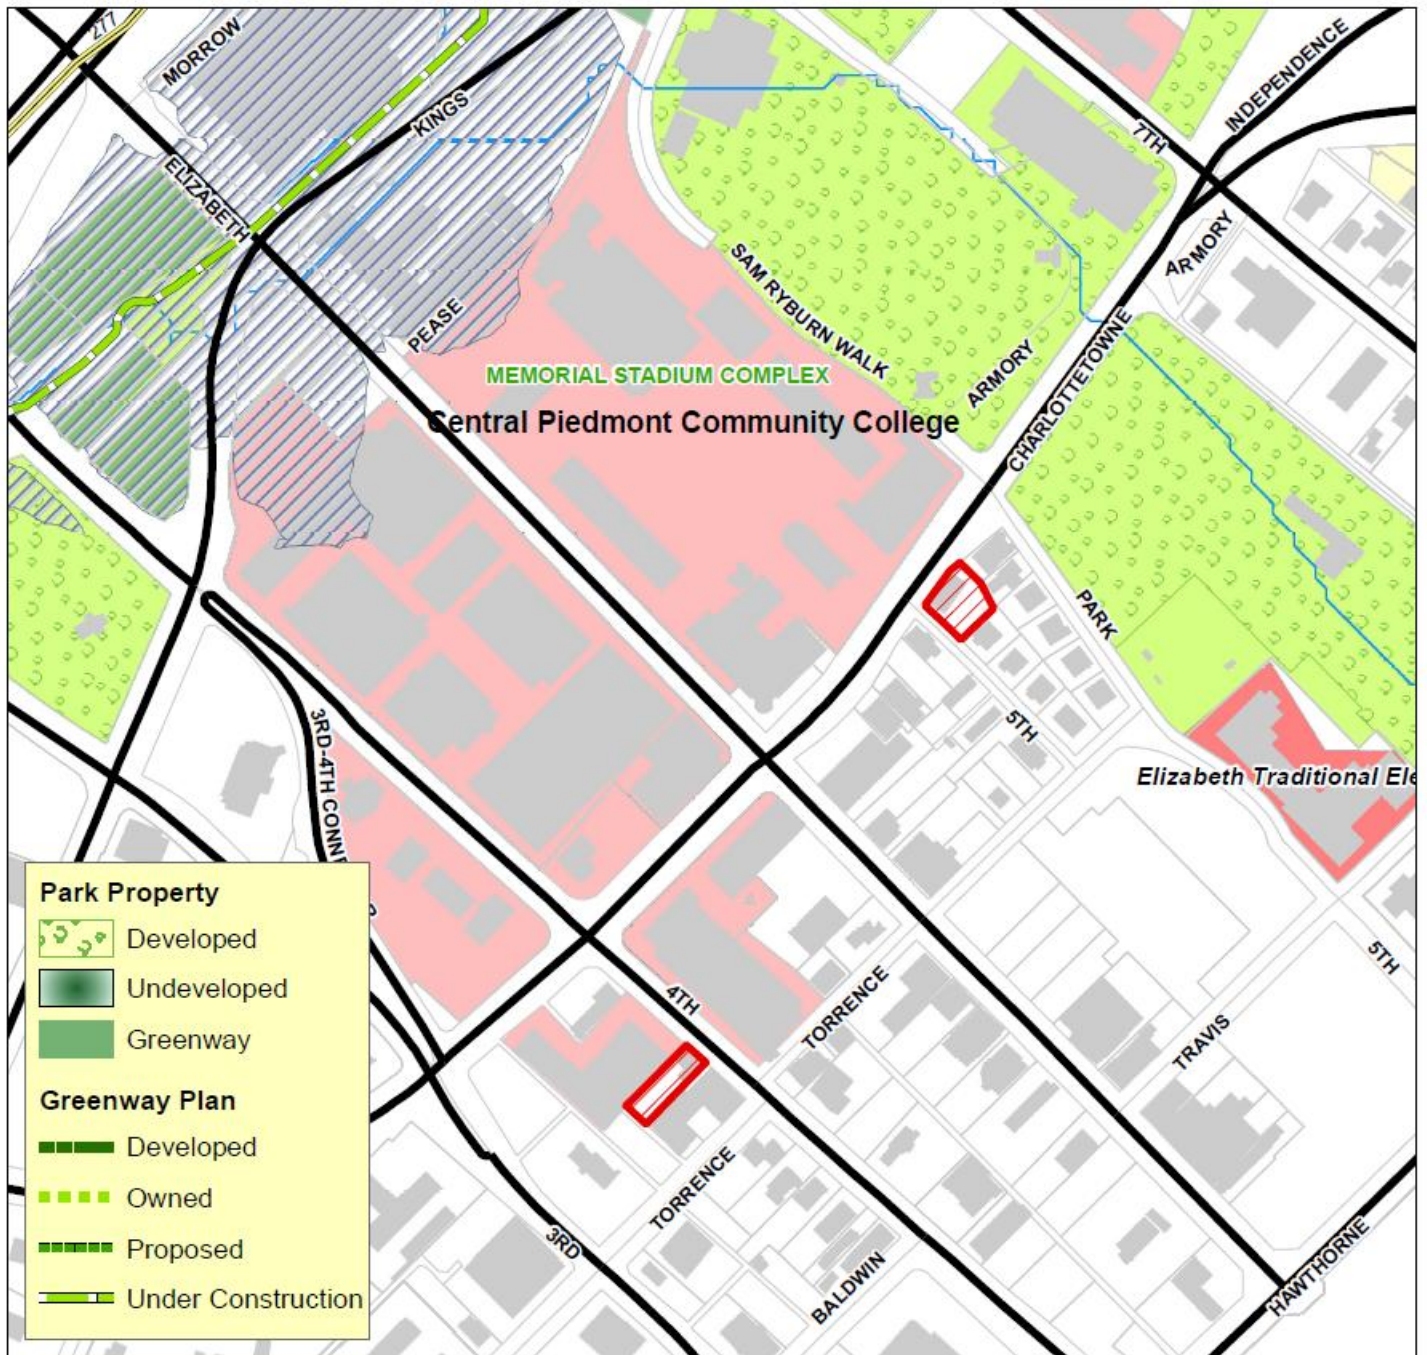 277
MORROW
KINGS
ELIZABETH
PEASE
7TH
INDEPENDENCE
ARMORY
SAM RYBURN WALK
ARMORY
CHARLOTTETOWNE
MEMORIAL STADIUM COMPLEX
Central Piedmont Community College
PARK
5TH
Elizabeth Traditional Ele
3RD-4TH CONN
5TH
4TH
TORRENCE
TRAVIS
TORRENCE
3RD
BALDWIN
HAWTHORNE
Park Property
Developed
Undeveloped
Greenway
Greenway Plan
Developed
Owned
Proposed
Under Construction